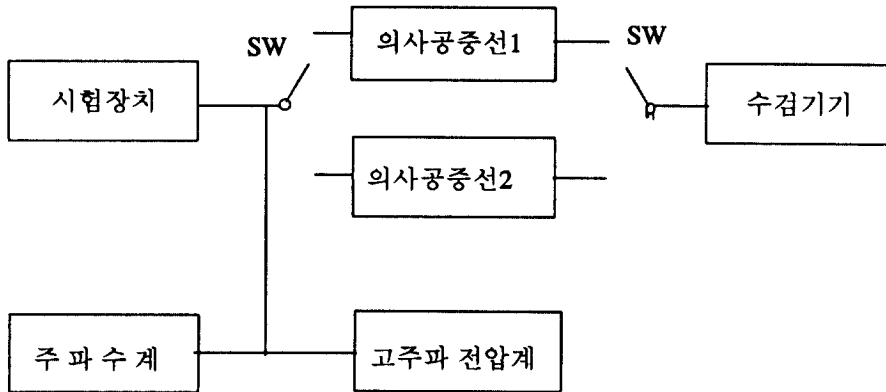 의사공중선1
SW
SW
시험장치
수검기기
의사공중선2
주 파 수 계
고주파 전압계